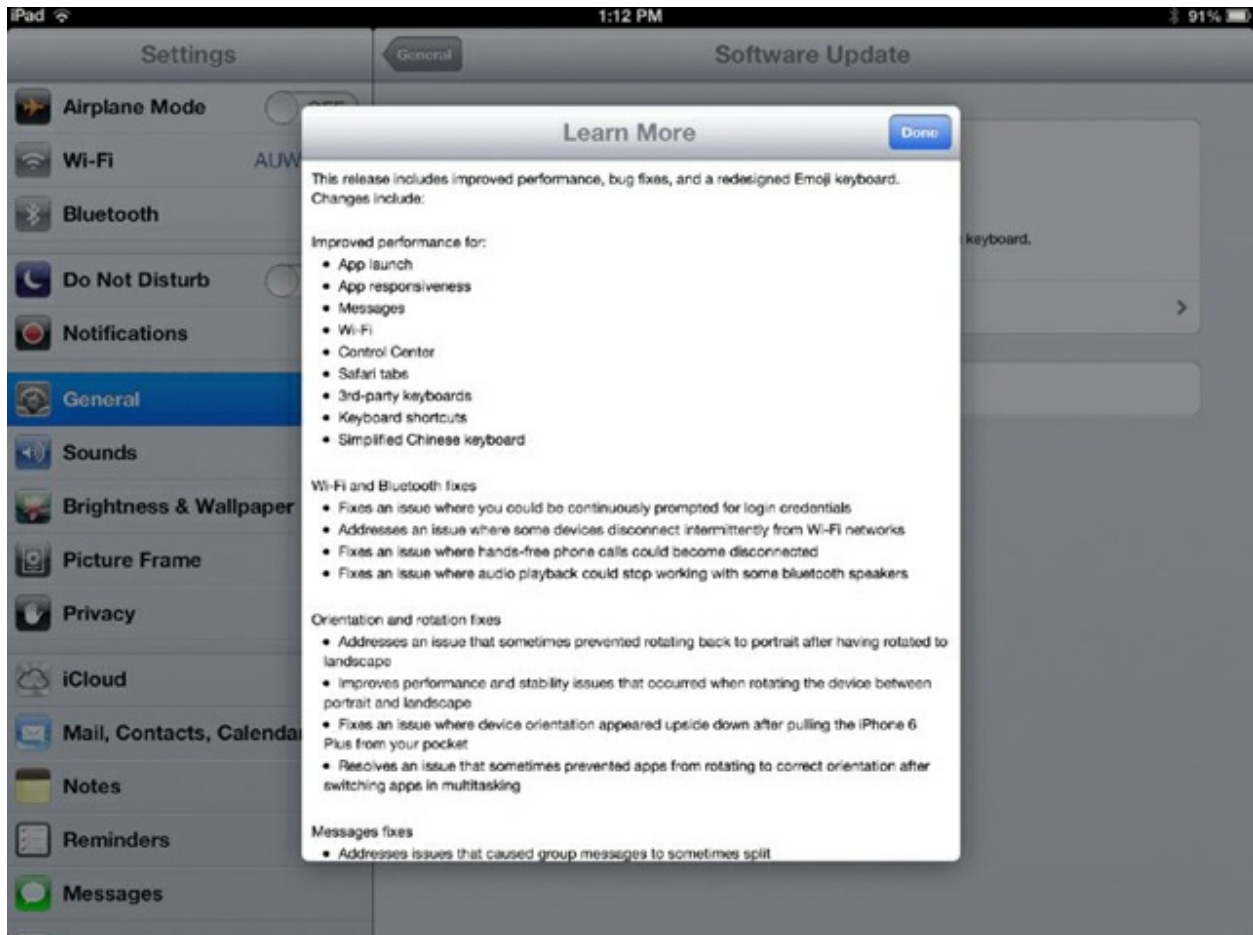 iPad
1:12 PM
91%
Settings
General
Software Update
Airplane Mode
OFF
Wi-Fi
AUW
Bluetooth
Do Not Disturb
Notifications
General
Sounds
Brightness & Wallpaper
Picture Frame
Privacy
iCloud
Mail, Contacts, Calenda
Notes
Reminders
Messages
keyboard.
Learn More
Done
This release includes improved performance, bug fixes, and a redesigned Emoji keyboard.
Changes include:
Improved performance for:
• App launch
• App responsiveness
• Messages
• Wi-Fi
• Control Center
• Safari tabs
• 3rd-party keyboards
• Keyboard shortcuts
• Simplified Chinese keyboard
Wi-Fi and Bluetooth fixes
• Fixes an issue where you could be continuously prompted for login credentials
• Addresses an issue where some devices disconnect intermittently from Wi-Fi networks
• Fixes an issue where hands-free phone calls could become disconnected
• Fixes an issue where audio playback could stop working with some bluetooth speakers
Orientation and rotation fixes
• Addresses an issue that sometimes prevented rotating back to portrait after having rotated to
landscape
• Improves performance and stability issues that occurred when rotating the device between
portrait and landscape
• Fixes an issue where device orientation appeared upside down after pulling the iPhone 6
Plus from your pocket
• Resolves an issue that sometimes prevented apps from rotating to correct orientation after
switching apps in multitasking
Messages fixes
• Addresses issues that caused group messages to sometimes split